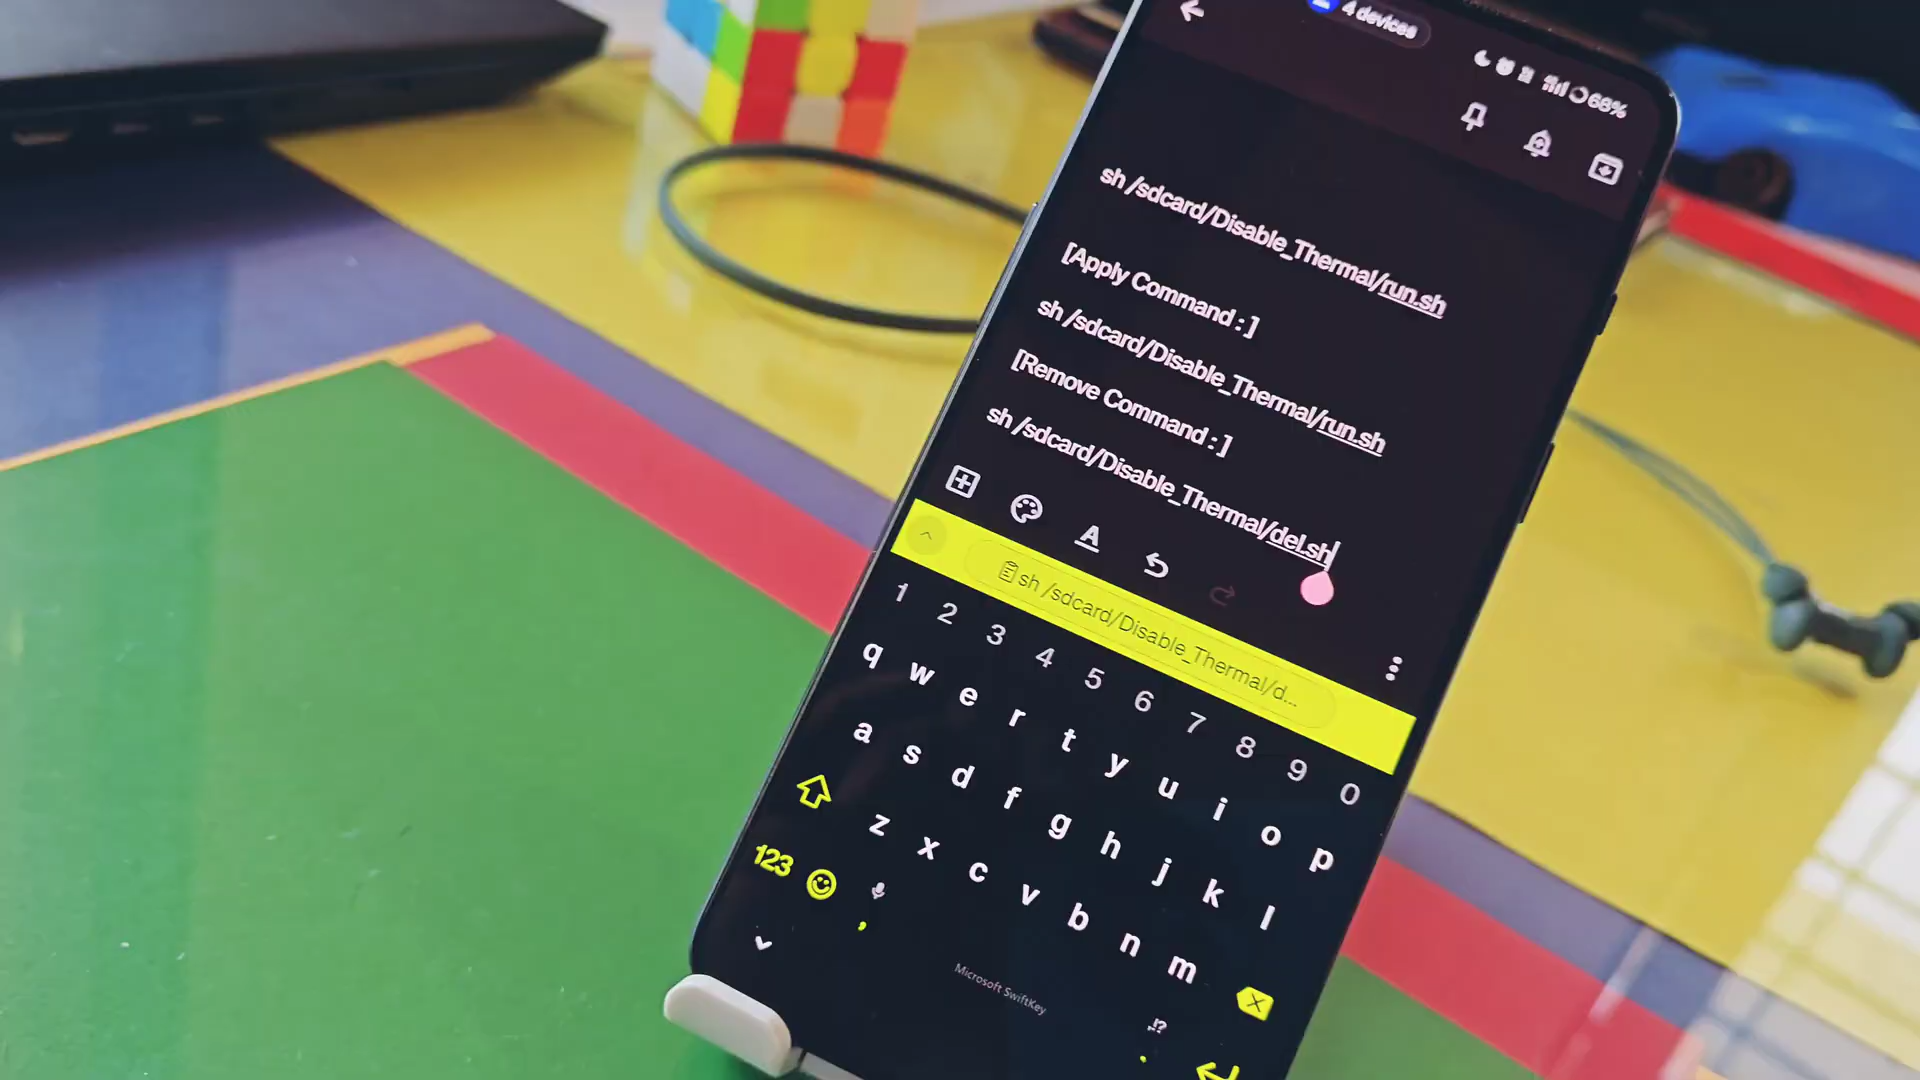 4 devices
68%
sh /sdcard/Disable_Thermal/run.sh
[Apply Command : ]
sh /sdcard/Disable_Thermal/run.sh
[Remove Command : ]
sh /sdcard/Disable_Thermal/del.sh
sh /sdcard/Disable_Thermal/d...
1 2 3 4 5 6 7 8 9 0
q w e r t y u i o p
a s d f g h j k l
z x c v b n m
123 , .!? .
Microsoft SwiftKey